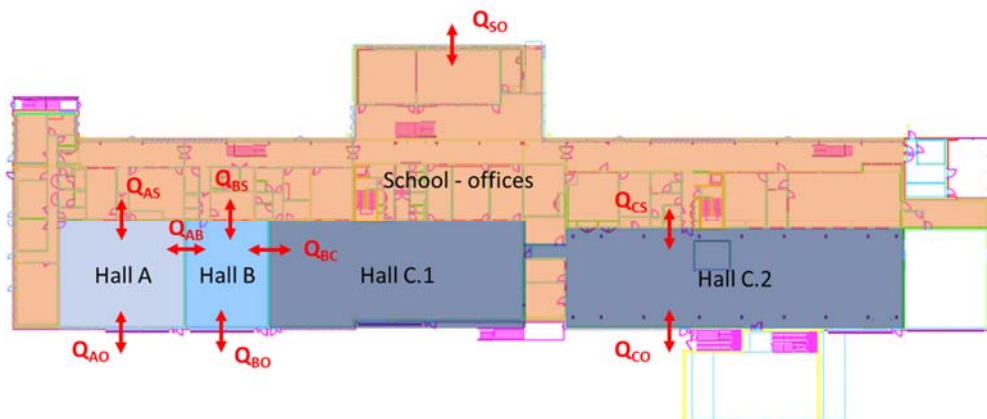 Q_SO
School - offices
Q_AS
Q_BS
Q_CS
Q_AB
Q_BC
Hall A
Hall B
Hall C.1
Hall C.2
Q_AO
Q_BO
Q_CO